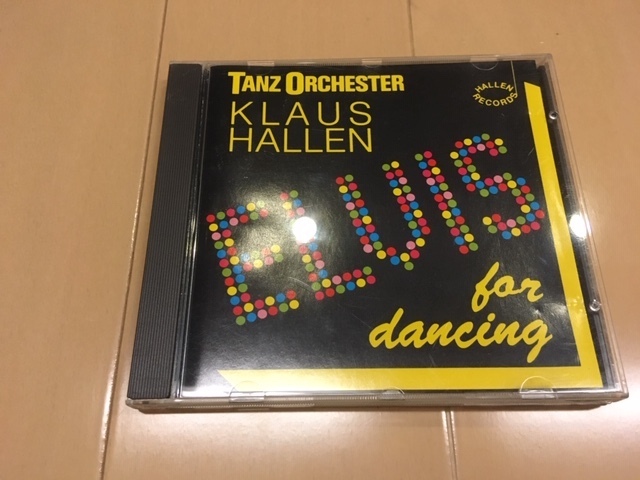 TANZ ORCHESTER
KLAUS
HALLEN
HALLEN
RECORDS
ELVIS
for
dancing